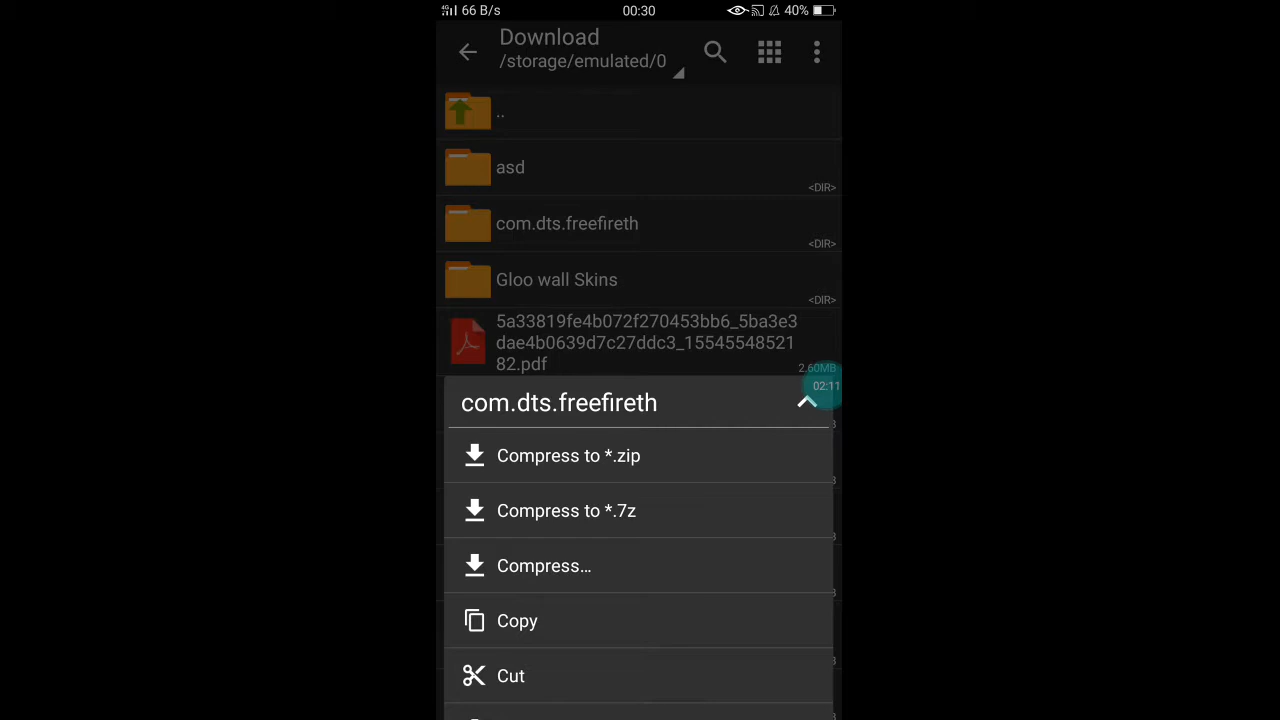 4G 66 B/s 00:30 40%
Download
/storage/emulated/0
..
asd
<DIR>
com.dts.freefireth
<DIR>
Gloo wall Skins
<DIR>
5a33819fe4b072f270453bb6_5ba3e3
dae4b0639d7c27ddc3_15545548521
82.pdf
2.60MB
02:11
com.dts.freefireth
Compress to *.zip
Compress to *.7z
Compress...
Copy
Cut